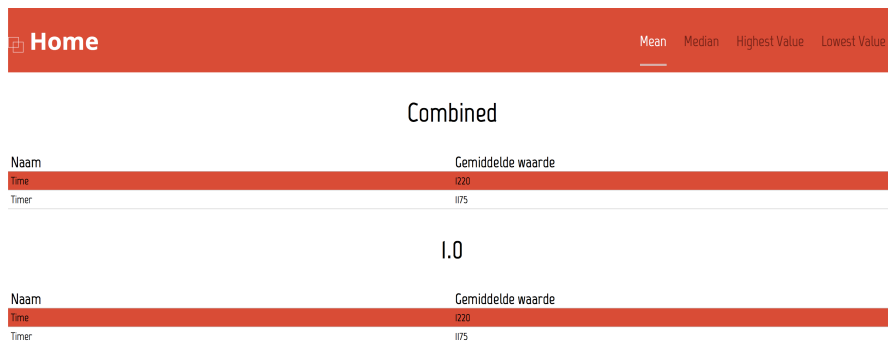 Home Mean Median Highest Value Lowest Value
Combined
Naam Gemiddelde waarde
Time 1220
Timer 1175
1.0
Naam Gemiddelde waarde
Time 1220
Timer 1175